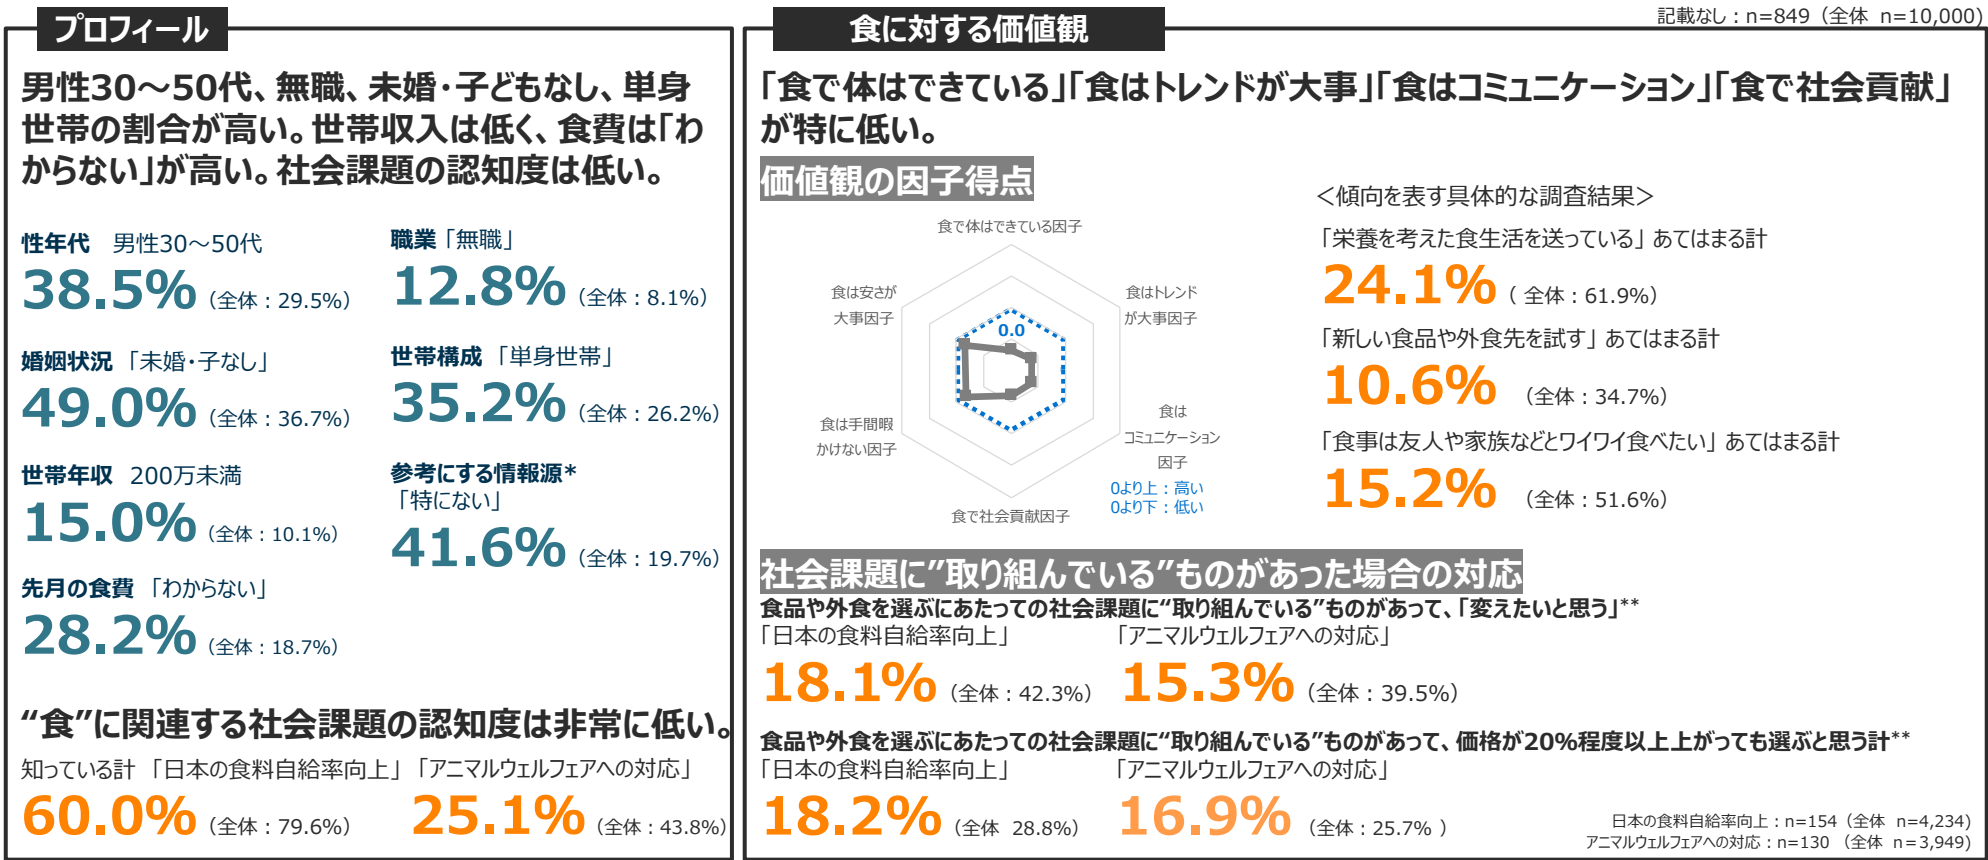 記載なし：n=849（全体 n=10,000）
プロフィール
男性30～50代、無職、未婚・子どもなし、単身
世帯の割合が高い。世帯収入は低く、食費は「わ
からない」が高い。社会課題の認知度は低い。
性年代 男性30～50代
38.5%（全体：29.5%）
職業「無職」
12.8%（全体：8.1%）
婚姻状況 「未婚・子なし」
49.0%（全体：36.7%）
世帯構成 「単身世帯」
35.2%（全体：26.2%）
世帯年収 200万未満
15.0%（全体：10.1%）
参考にする情報源*
「特にない」
41.6%（全体：19.7%）
先月の食費 「わからない」
28.2%（全体：18.7%）
“食”に関連する社会課題の認知度は非常に低い。
知っている計 「日本の食料自給率向上」「アニマルウェルフェアへの対応」
60.0%（全体：79.6%） 25.1%（全体：43.8%）
食に対する価値観
「食で体はできている」「食はトレンドが大事」「食はコミュニケーション」「食で社会貢献」
が特に低い。
価値観の因子得点
食で体はできている因子
食はトレンド
が大事因子
食は
コミュニケーション
因子
食で社会貢献因子
食は手間暇
かけない因子
食は安さが
大事因子
0.0
0より上：高い
0より下：低い
＜傾向を表す具体的な調査結果＞
「栄養を考えた食生活を送っている」あてはまる計
24.1%（ 全体：61.9%）
「新しい食品や外食先を試す」あてはまる計
10.6% （全体：34.7%）
「食事は友人や家族などとワイワイ食べたい」あてはまる計
15.2% （全体：51.6%）
社会課題に”取り組んでいる”ものがあった場合の対応
食品や外食を選ぶにあたっての社会課題に“取り組んでいる”ものがあって、「変えたいと思う」**
「日本の食料自給率向上」 「アニマルウェルフェアへの対応」
18.1%（全体：42.3%） 15.3%（全体：39.5%）
食品や外食を選ぶにあたっての社会課題に“取り組んでいる”ものがあって、価格が20%程度以上上がっても選ぶと思う計**
「日本の食料自給率向上」 「アニマルウェルフェアへの対応」
18.2%（全体 28.8%） 16.9%（全体：25.7% ）
日本の食料自給率向上：n=154（全体 n=4,234）
アニマルウェルフェアへの対応：n=130 （全体 n=3,949）